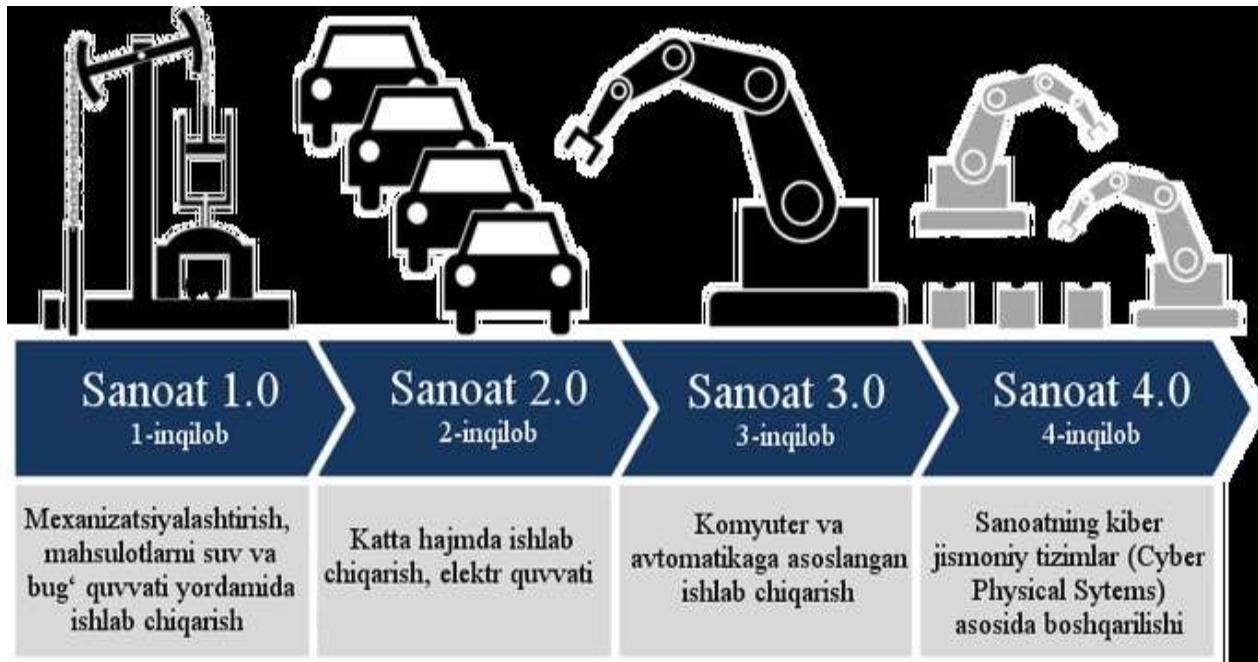 Sanoat 1.0
1-inqilob
Sanoat 2.0
2-inqilob
Sanoat 3.0
3-inqilob
Sanoat 4.0
4-inqilob
Mexanizatsiyalashtirish,
mahsulotlarni suv va
bug‘ quvvati yordamida
ishlab chiqarish
Katta hajmda ishlab
chiqarish, elektr quvvati
Komyuter va
avtomatikaga asoslangan
ishlab chiqarish
Sanoatning kiber
jismoniy tizimlar (Cyber
Physical Sytems)
asosida boshqarilishi